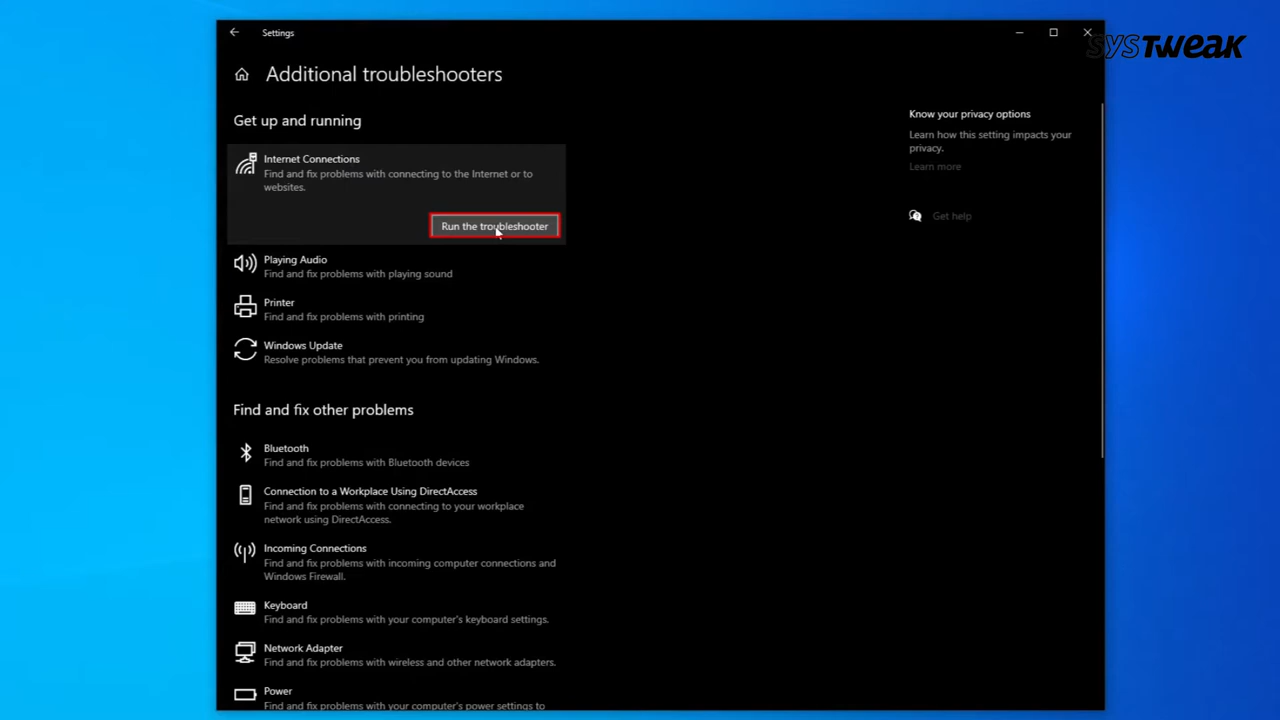 Settings
SYSTWEAK
Additional troubleshooters
Get up and running
Internet Connections
Find and fix problems with connecting to the Internet or to
websites.
Run the troubleshooter
Playing Audio
Find and fix problems with playing sound
Printer
Find and fix problems with printing
Windows Update
Resolve problems that prevent you from updating Windows.
Find and fix other problems
Bluetooth
Find and fix problems with Bluetooth devices
Connection to a Workplace Using DirectAccess
Find and fix problems with connecting to your workplace
network using DirectAccess.
Incoming Connections
Find and fix problems with incoming computer connections and
Windows Firewall.
Keyboard
Find and fix problems with your computer's keyboard settings.
Network Adapter
Find and fix problems with wireless and other network adapters.
Power
Find and fix problems with your computer's power settings to
Know your privacy options
Learn how this setting impacts your
privacy.
Learn more
Get help